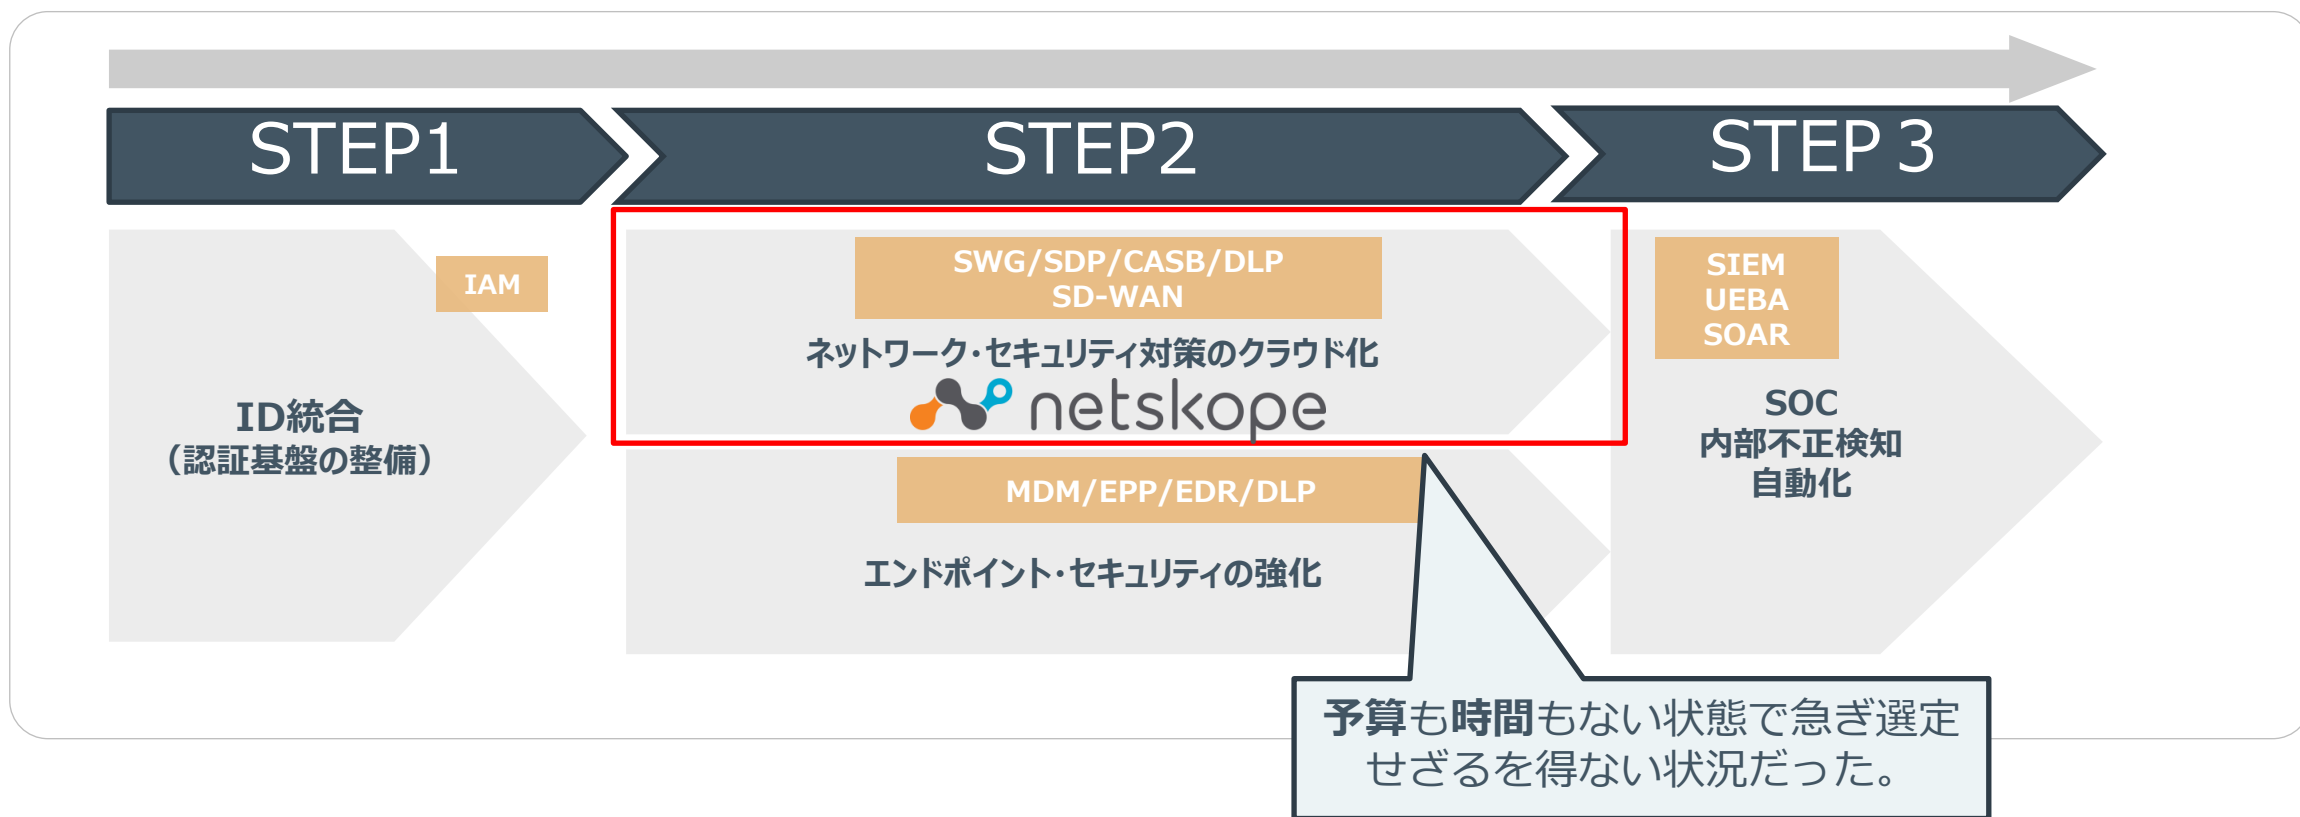 STEP1
STEP2
STEP 3
IAM
ID統合
（認証基盤の整備）
SWG/SDP/CASB/DLP
SD-WAN
ネットワーク・セキュリティ対策のクラウド化
netskope
MDM/EPP/EDR/DLP
エンドポイント・セキュリティの強化
SIEM
UEBA
SOAR
SOC
内部不正検知
自動化
予算も時間もない状態で急ぎ選定
せざるを得ない状況だった。